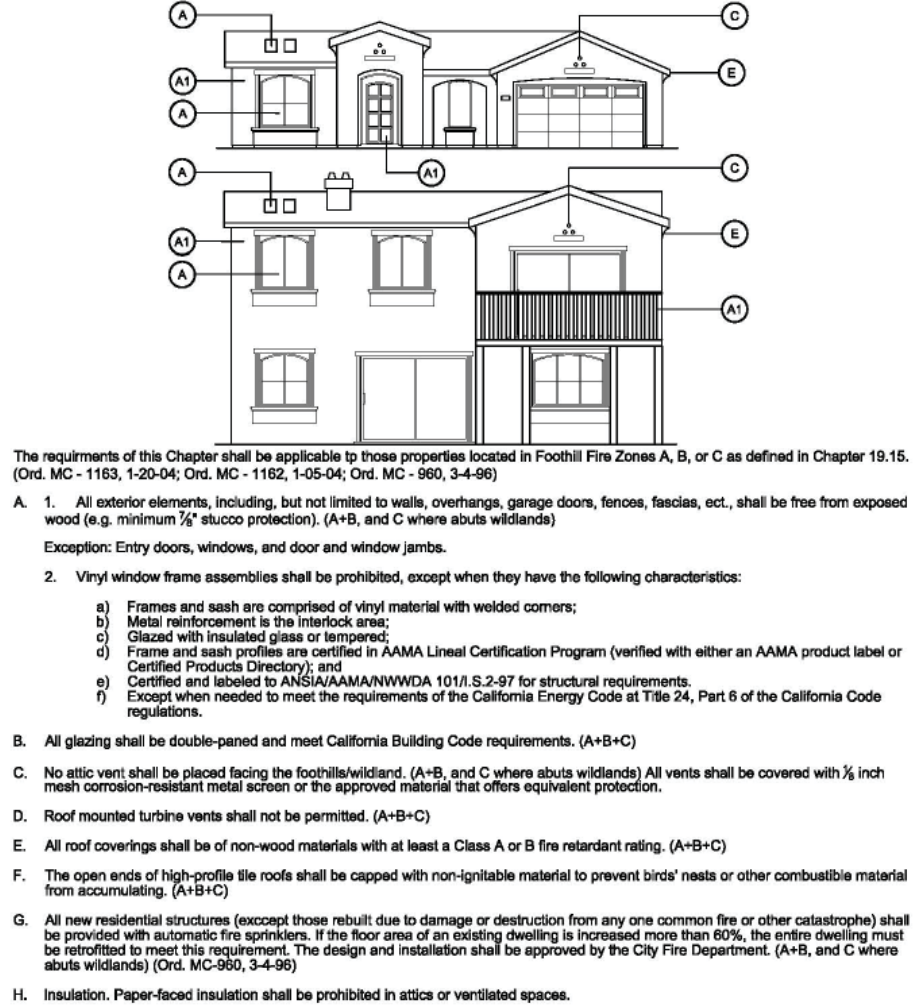 A
C
A1
E
A
A1
A
C
A1
E
A
A1
The requirments of this Chapter shall be applicable tp those properties located in Foothill Fire Zones A, B, or C as defined in Chapter 19.15.
(Ord. MC - 1163, 1-20-04; Ord. MC - 1162, 1-05-04; Ord. MC - 960, 3-4-96)
A. 1. All exterior elements, including, but not limited to walls, overhangs, garage doors, fences, fascias, ect., shall be free from exposed
wood (e.g. minimum ⅞" stucco protection). (A+B, and C where abuts wildlands)
Exception: Entry doors, windows, and door and window jambs.
2. Vinyl window frame assemblies shall be prohibited, except when they have the following characteristics:
a) Frames and sash are comprised of vinyl material with welded corners;
b) Metal reinforcement is the interlock area;
c) Glazed with insulated glass or tempered;
d) Frame and sash profiles are certified in AAMA Lineal Certification Program (verified with either an AAMA product label or
Certified Products Directory); and
e) Certified and labeled to ANSIA/AAMA/NWWDA 101/I.S.2-97 for structural requirements.
f) Except when needed to meet the requirements of the California Energy Code at Title 24, Part 6 of the California Code
regulations.
B. All glazing shall be double-paned and meet California Building Code requirements. (A+B+C)
C. No attic vent shall be placed facing the foothills/wildland. (A+B, and C where abuts wildlands) All vents shall be covered with ⅛ inch
mesh corrosion-resistant metal screen or the approved material that offers equivalent protection.
D. Roof mounted turbine vents shall not be permitted. (A+B+C)
E. All roof coverings shall be of non-wood materials with at least a Class A or B fire retardant rating. (A+B+C)
F. The open ends of high-profile tile roofs shall be capped with non-ignitable material to prevent birds' nests or other combustible material
from accumulating. (A+B+C)
G. All new residential structures (exccept those rebuilt due to damage or destruction from any one common fire or other catastrophe) shall
be provided with automatic fire sprinklers. If the floor area of an existing dwelling is increased more than 60%, the entire dwelling must
be retrofitted to meet this requirement. The design and installation shall be approved by the City Fire Department. (A+B, and C where
abuts wildlands) (Ord. MC-960, 3-4-96)
H. Insulation. Paper-faced insulation shall be prohibited in attics or ventilated spaces.